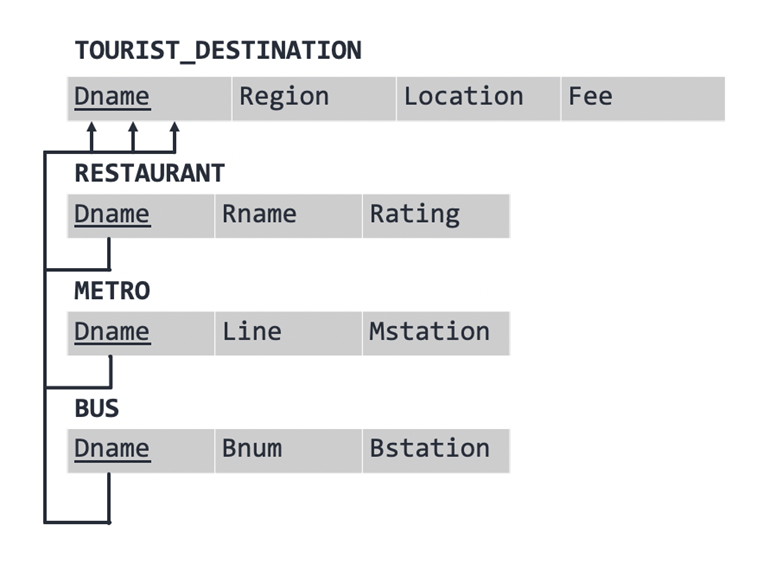 TOURIST_DESTINATION
Dname Region Location Fee
RESTAURANT
Dname Rname Rating
METRO
Dname Line Mstation
BUS
Dname Bnum Bstation